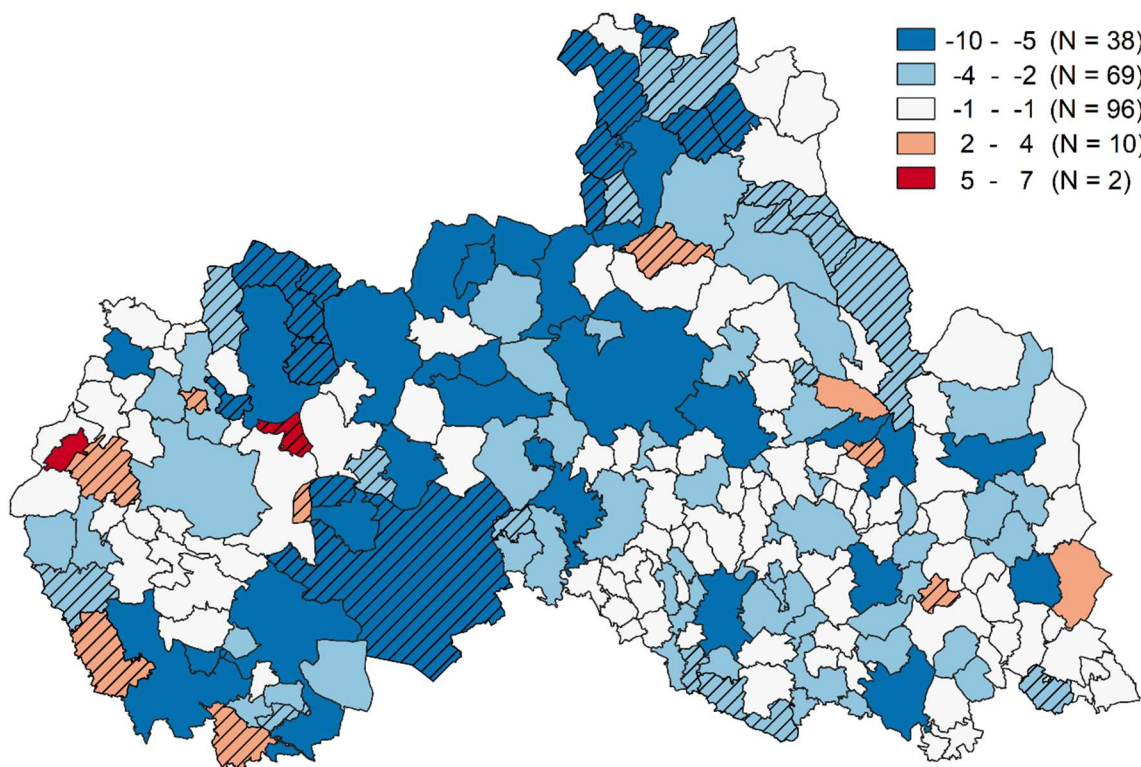 -10 - -5 (N = 38)
-4 - -2 (N = 69)
-1 - -1 (N = 96)
2 - 4 (N = 10)
5 - 7 (N = 2)